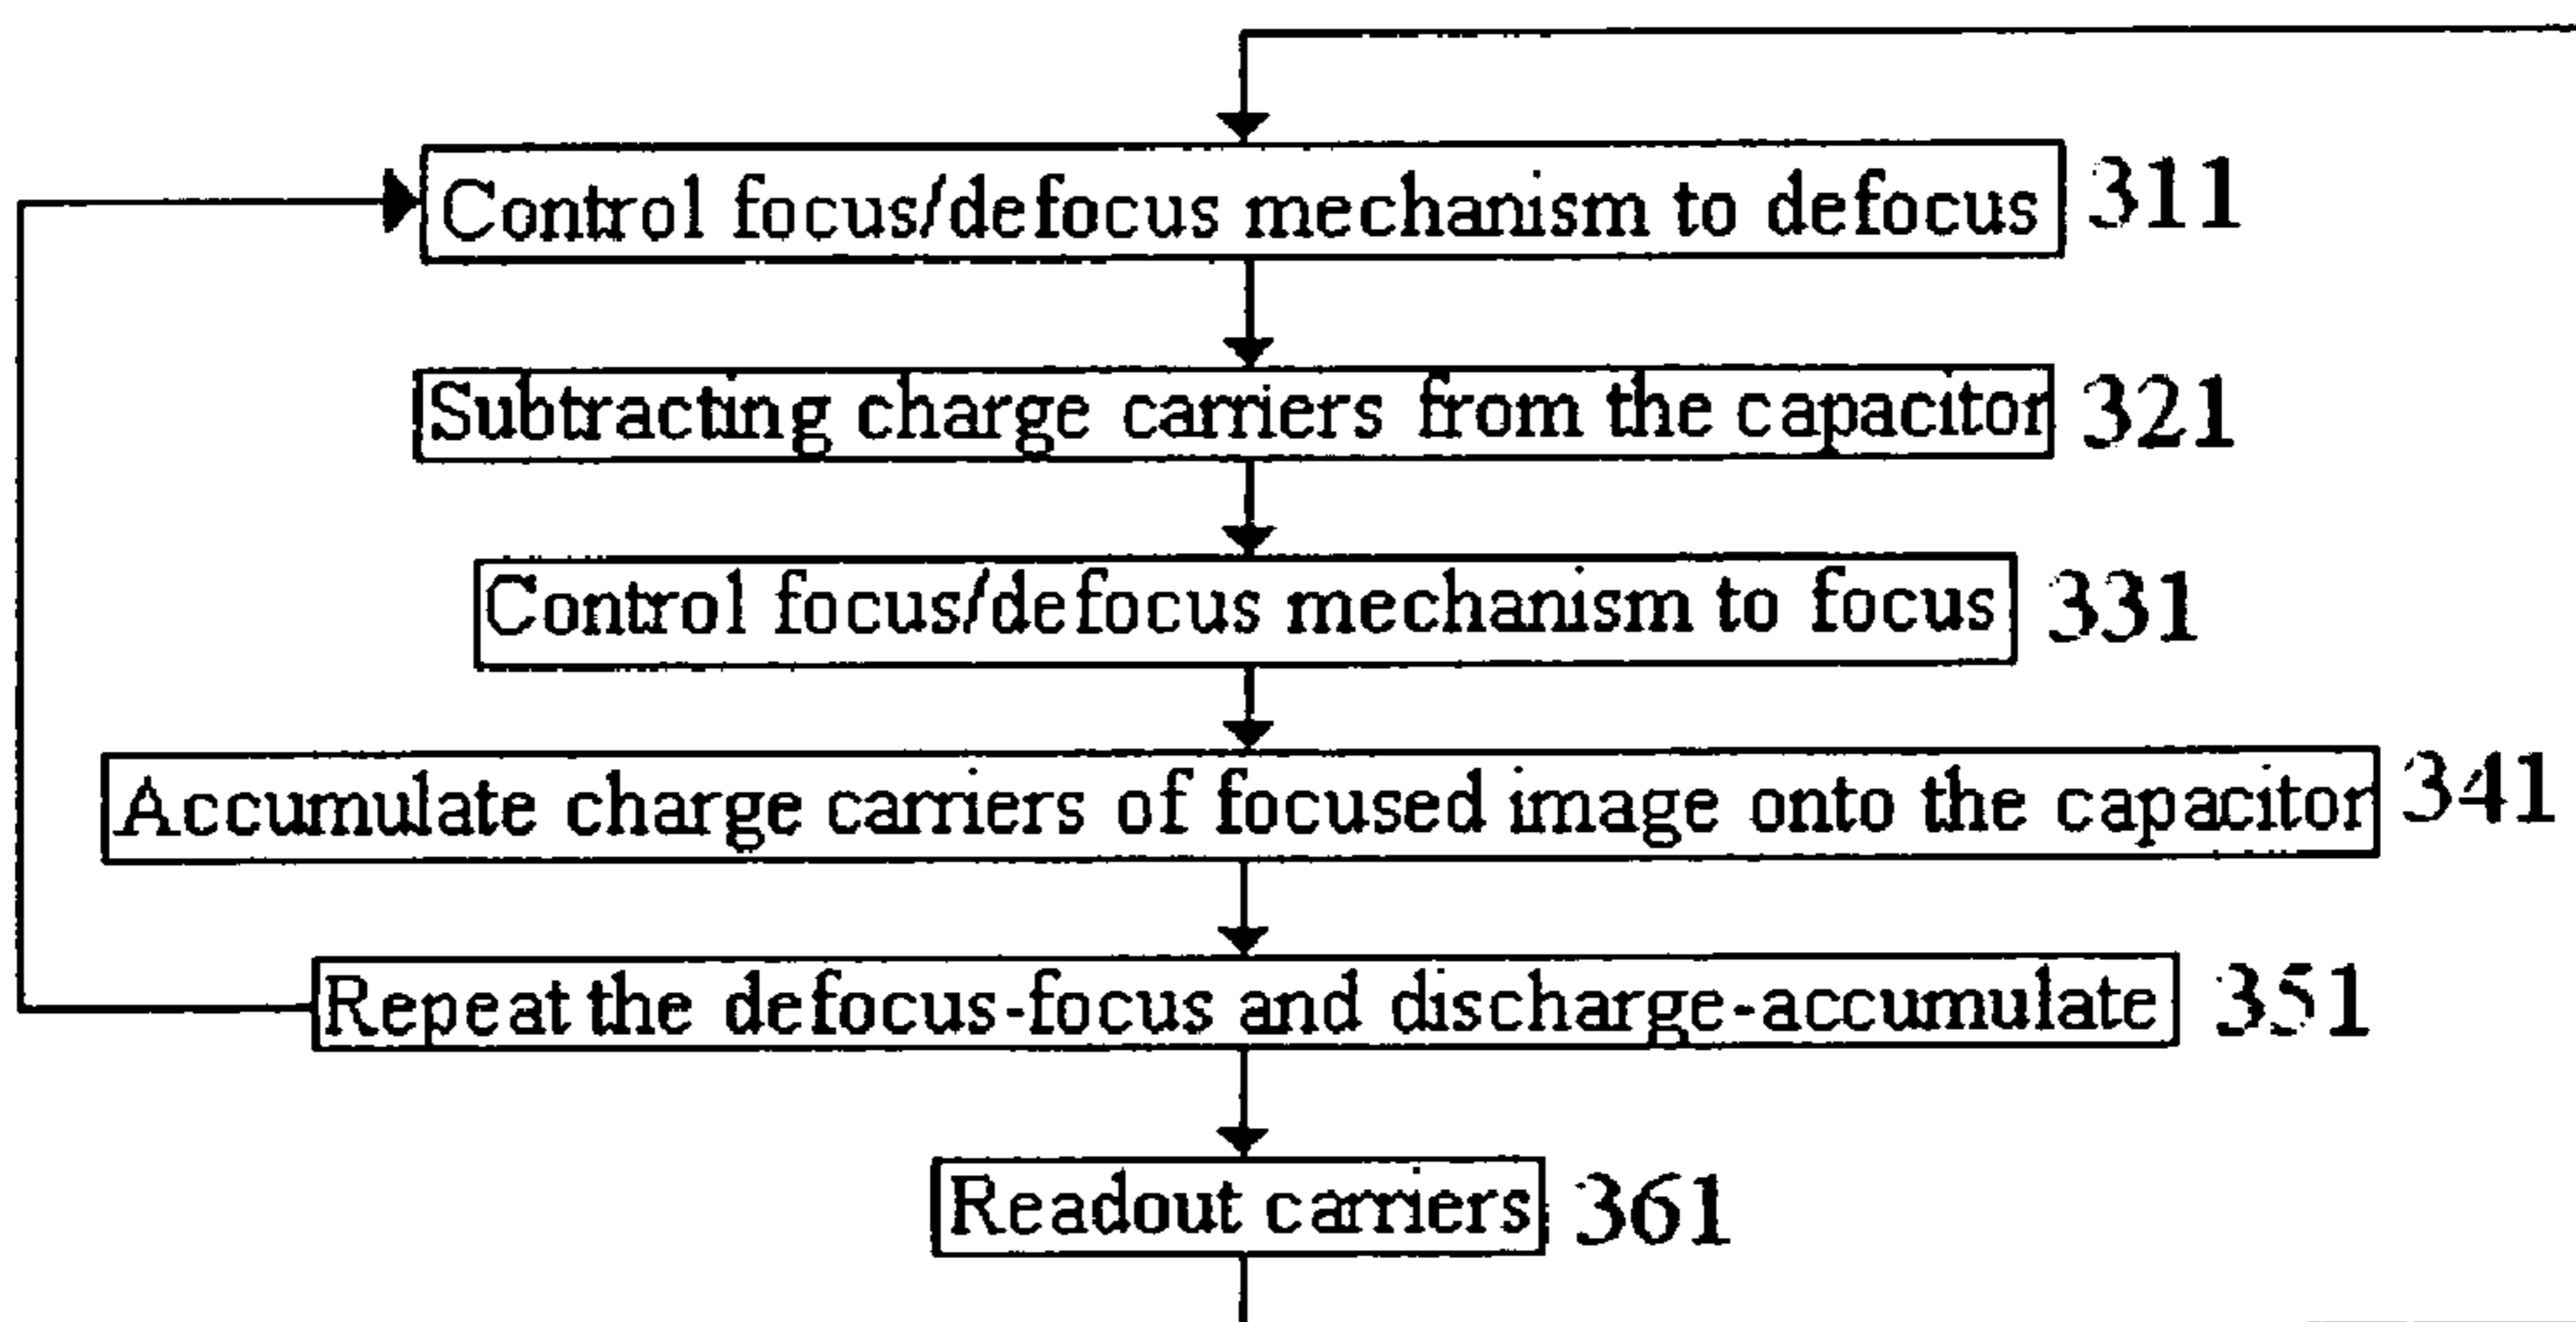 Control focus/defocus mechanism to defocus 311
Subtracting charge carriers from the capacitor 321
Control focus/defocus mechanism to focus 331
Accumulate charge carriers of focused image onto the capacitor 341
Repeat the defocus-focus and discharge-accumulate 351
Readout carriers 361